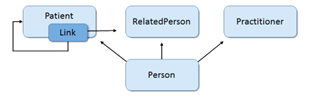 Patient
RelatedPerson
Practitioner
Link
Person